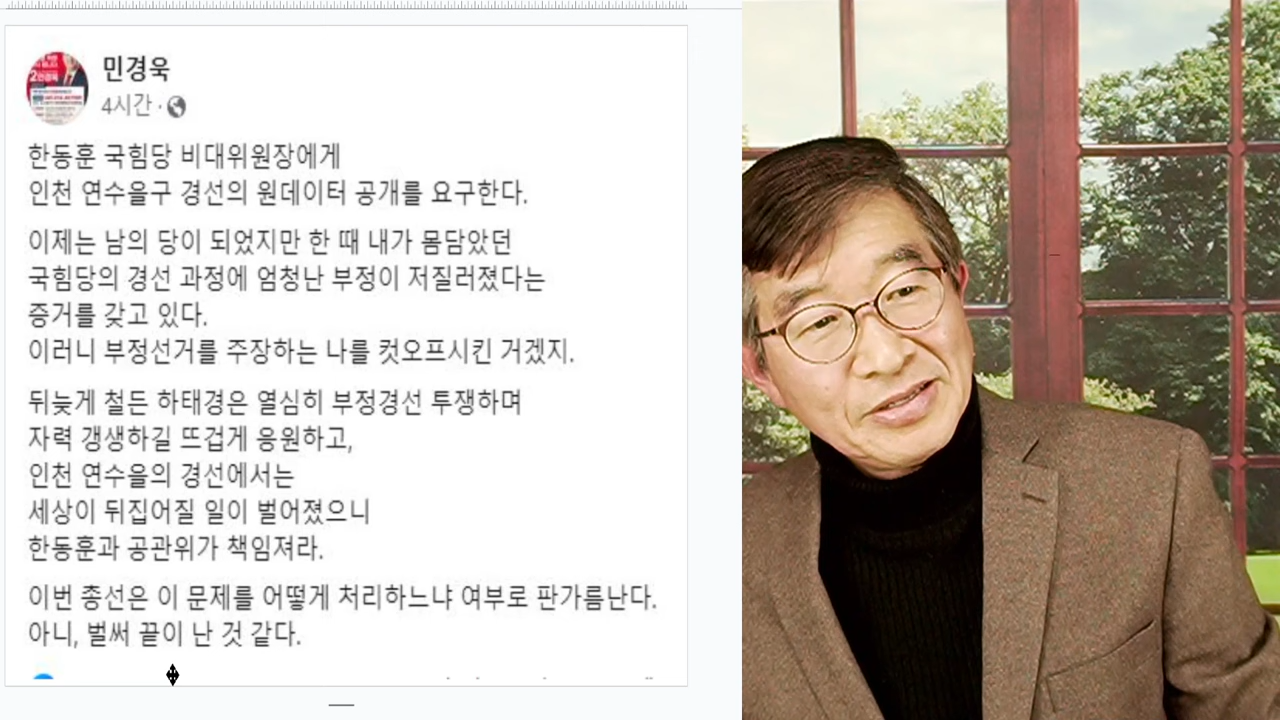 민경욱
4시간 ·
한동훈 국힘당 비대위원장에게
인천 연수을구 경선의 원데이터 공개를 요구한다.
이제는 남의 당이 되었지만 한 때 내가 몸담았던
국힘당의 경선 과정에 엄청난 부정이 저질러졌다는
증거를 갖고 있다.
이러니 부정선거를 주장하는 나를 컷오프시킨 거겠지.
뒤늦게 철든 하태경은 열심히 부정경선 투쟁하며
자력 갱생하길 뜨겁게 응원하고,
인천 연수을의 경선에서는
세상이 뒤집어질 일이 벌어졌으니
한동훈과 공관위가 책임져라.
이번 총선은 이 문제를 어떻게 처리하느냐 여부로 판가름난다.
아니, 벌써 끝이 난 것 같다.